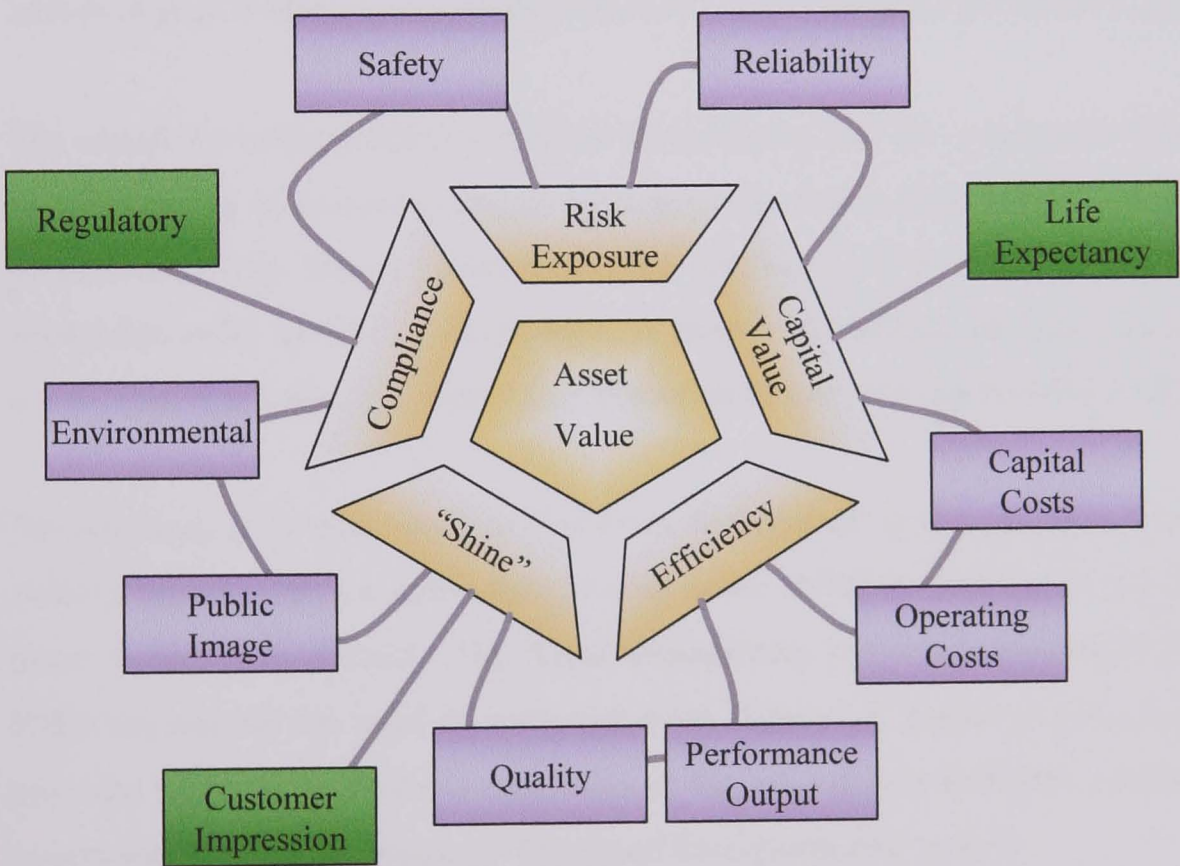 Safety
Reliability
Regulatory
Risk
Exposure
Life
Expectancy
Compliance
Capital
Value
Asset
Value
Environmental
Capital
Costs
"Shine"
Efficiency
Public
Image
Operating
Costs
Quality
Performance
Output
Customer
Impression